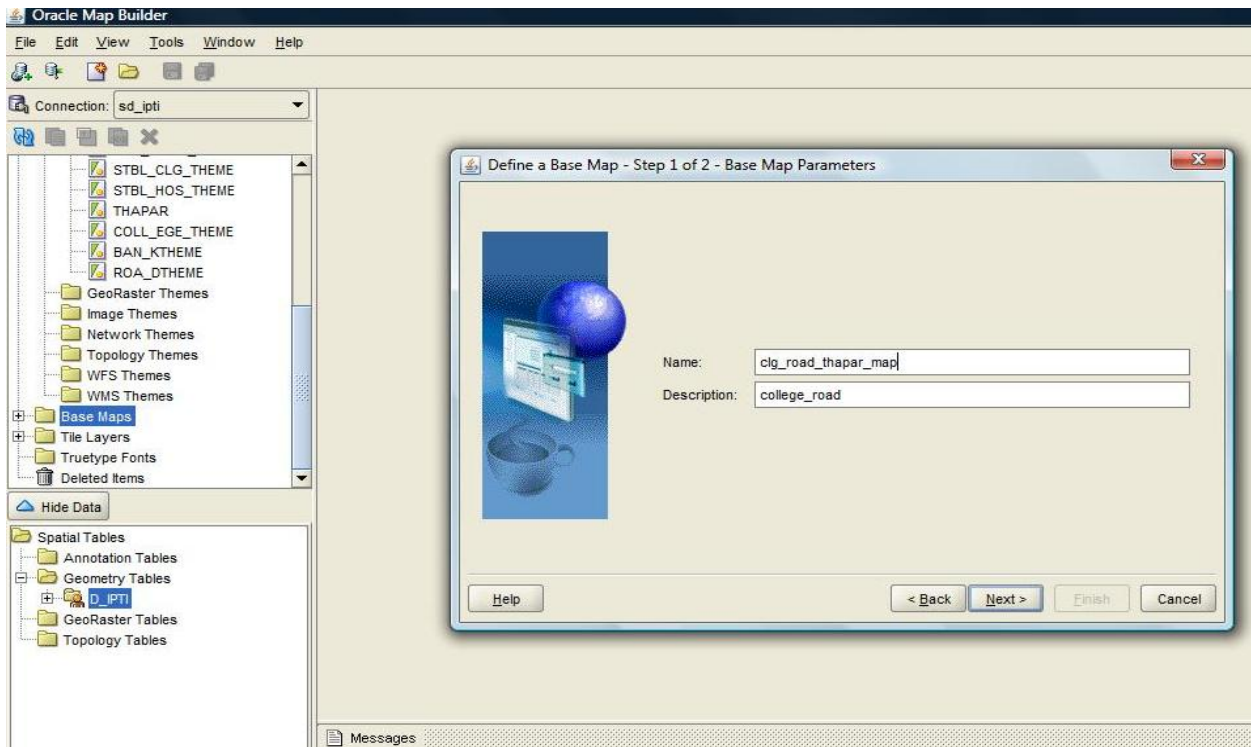 Oracle Map Builder
File Edit View Tools Window Help
Connection: sd_ipti
STBL_CLG_THEME
STBL_HOS_THEME
THAPAR
COLL_EGE_THEME
BAN_KTHEME
ROA_DTHEME
GeoRaster Themes
Image Themes
Network Themes
Topology Themes
WFS Themes
WMS Themes
Base Maps
Tile Layers
Truetype Fonts
Deleted Items
Hide Data
Spatial Tables
Annotation Tables
Geometry Tables
D_IPTI
GeoRaster Tables
Topology Tables
Define a Base Map - Step 1 of 2 - Base Map Parameters
Name: clg_road_thapar_map
Description: college_road
Help < Back Next > Finish Cancel
Messages